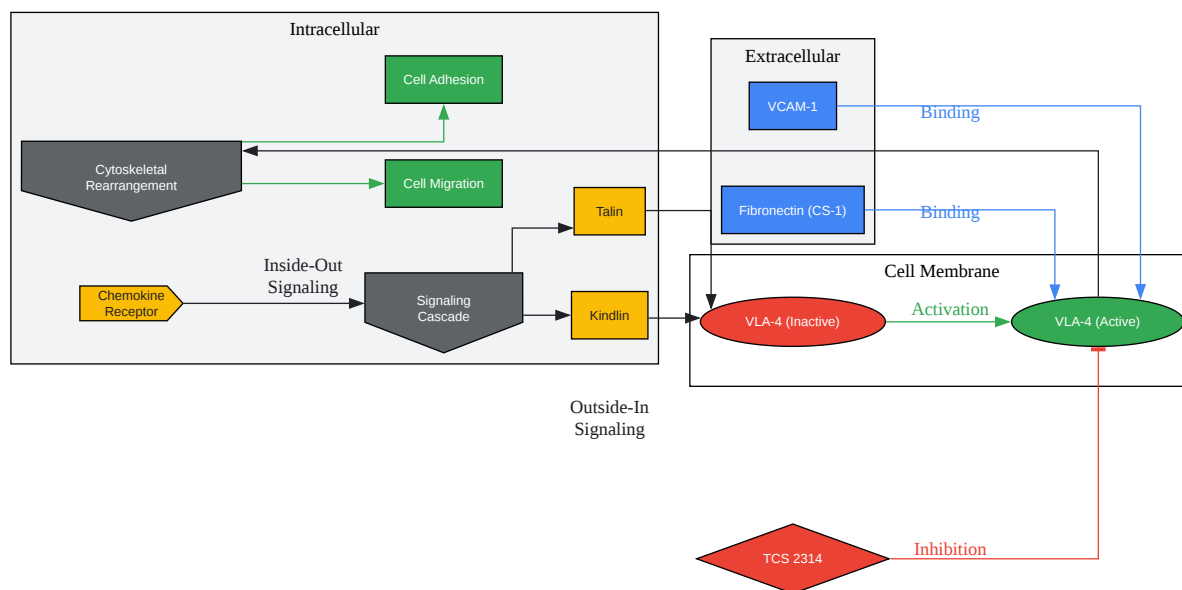 Intracellular
Cell Adhesion
Extracellular
VCAM-1
Binding
Cytoskeletal
Rearrangement
Cell Migration
Talin
Fibronectin (CS-1)
Binding
Inside-Out
Signaling
Cell Membrane
Chemokine
Receptor
Signaling
Cascade
Kindlin
VLA-4 (Inactive)
Activation
VLA-4 (Active)
Outside-In
Signaling
TCS 2314
Inhibition